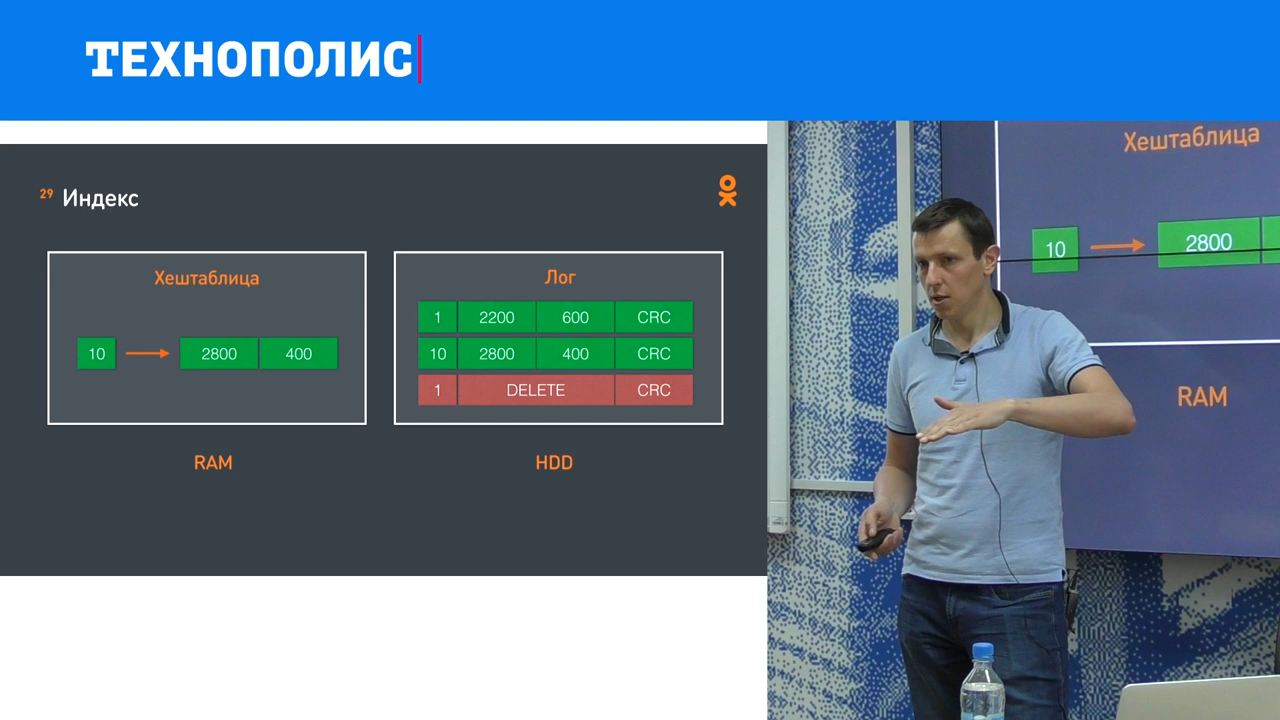 ТЕХНОПОЛИС
29 Индекс
Хештаблица
10 2800 400
RAM
Лог
1 2200 600 CRC
10 2800 400 CRC
1 DELETE CRC
HDD
Хештаблица
10 2800
RAM